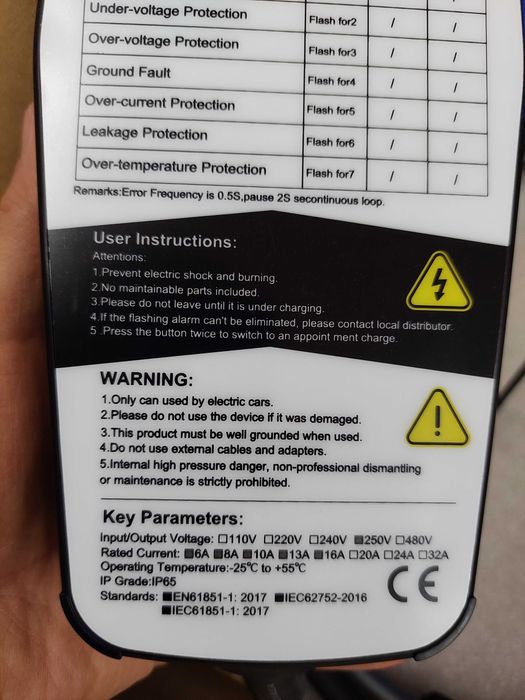 Under-voltage Protection Flash for2 / /
Over-voltage Protection Flash for3 / /
Ground Fault Flash for4 / /
Over-current Protection Flash for5 / /
Leakage Protection Flash for6 / /
Over-temperature Protection Flash for7 / /
Remarks:Error Frequency is 0.5S,pause 2S secontinuous loop.
User Instructions:
Attentions:
1.Prevent electric shock and burning.
2.No maintainable parts included.
3.Please do not leave until it is under charging.
4.If the flashing alarm can't be eliminated, please contact local distributor.
5 .Press the button twice to switch to an appoint ment charge.
WARNING:
1.Only can be used by electric cars.
2.Please do not use the device if it was damaged.
3.This product must be well grounded when used.
4.Do not use external cables and adapters.
5.Internal high pressure danger, non-professional dismantling
or maintenance is strictly prohibited.
Key Parameters:
Input/Output Voltage: □110V □220V □240V ■250V □480V
Rated Current: ■6A ■8A ■10A ■13A ■16A □20A □24A □32A
Operating Temperature:-25℃ to +55℃
IP Grade:IP65
Standards: ■EN61851-1: 2017 ■IEC62752-2016
■IEC61851-1: 2017
CE